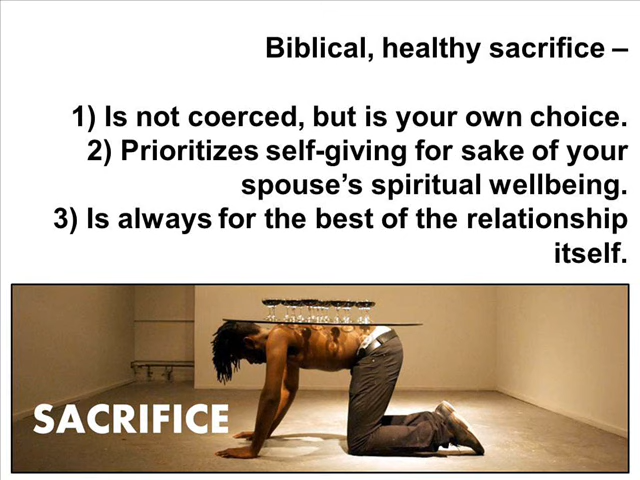 Biblical, healthy sacrifice –
1) Is not coerced, but is your own choice.
2) Prioritizes self-giving for sake of your
spouse’s spiritual wellbeing.
3) Is always for the best of the relationship
itself.
SACRIFICE